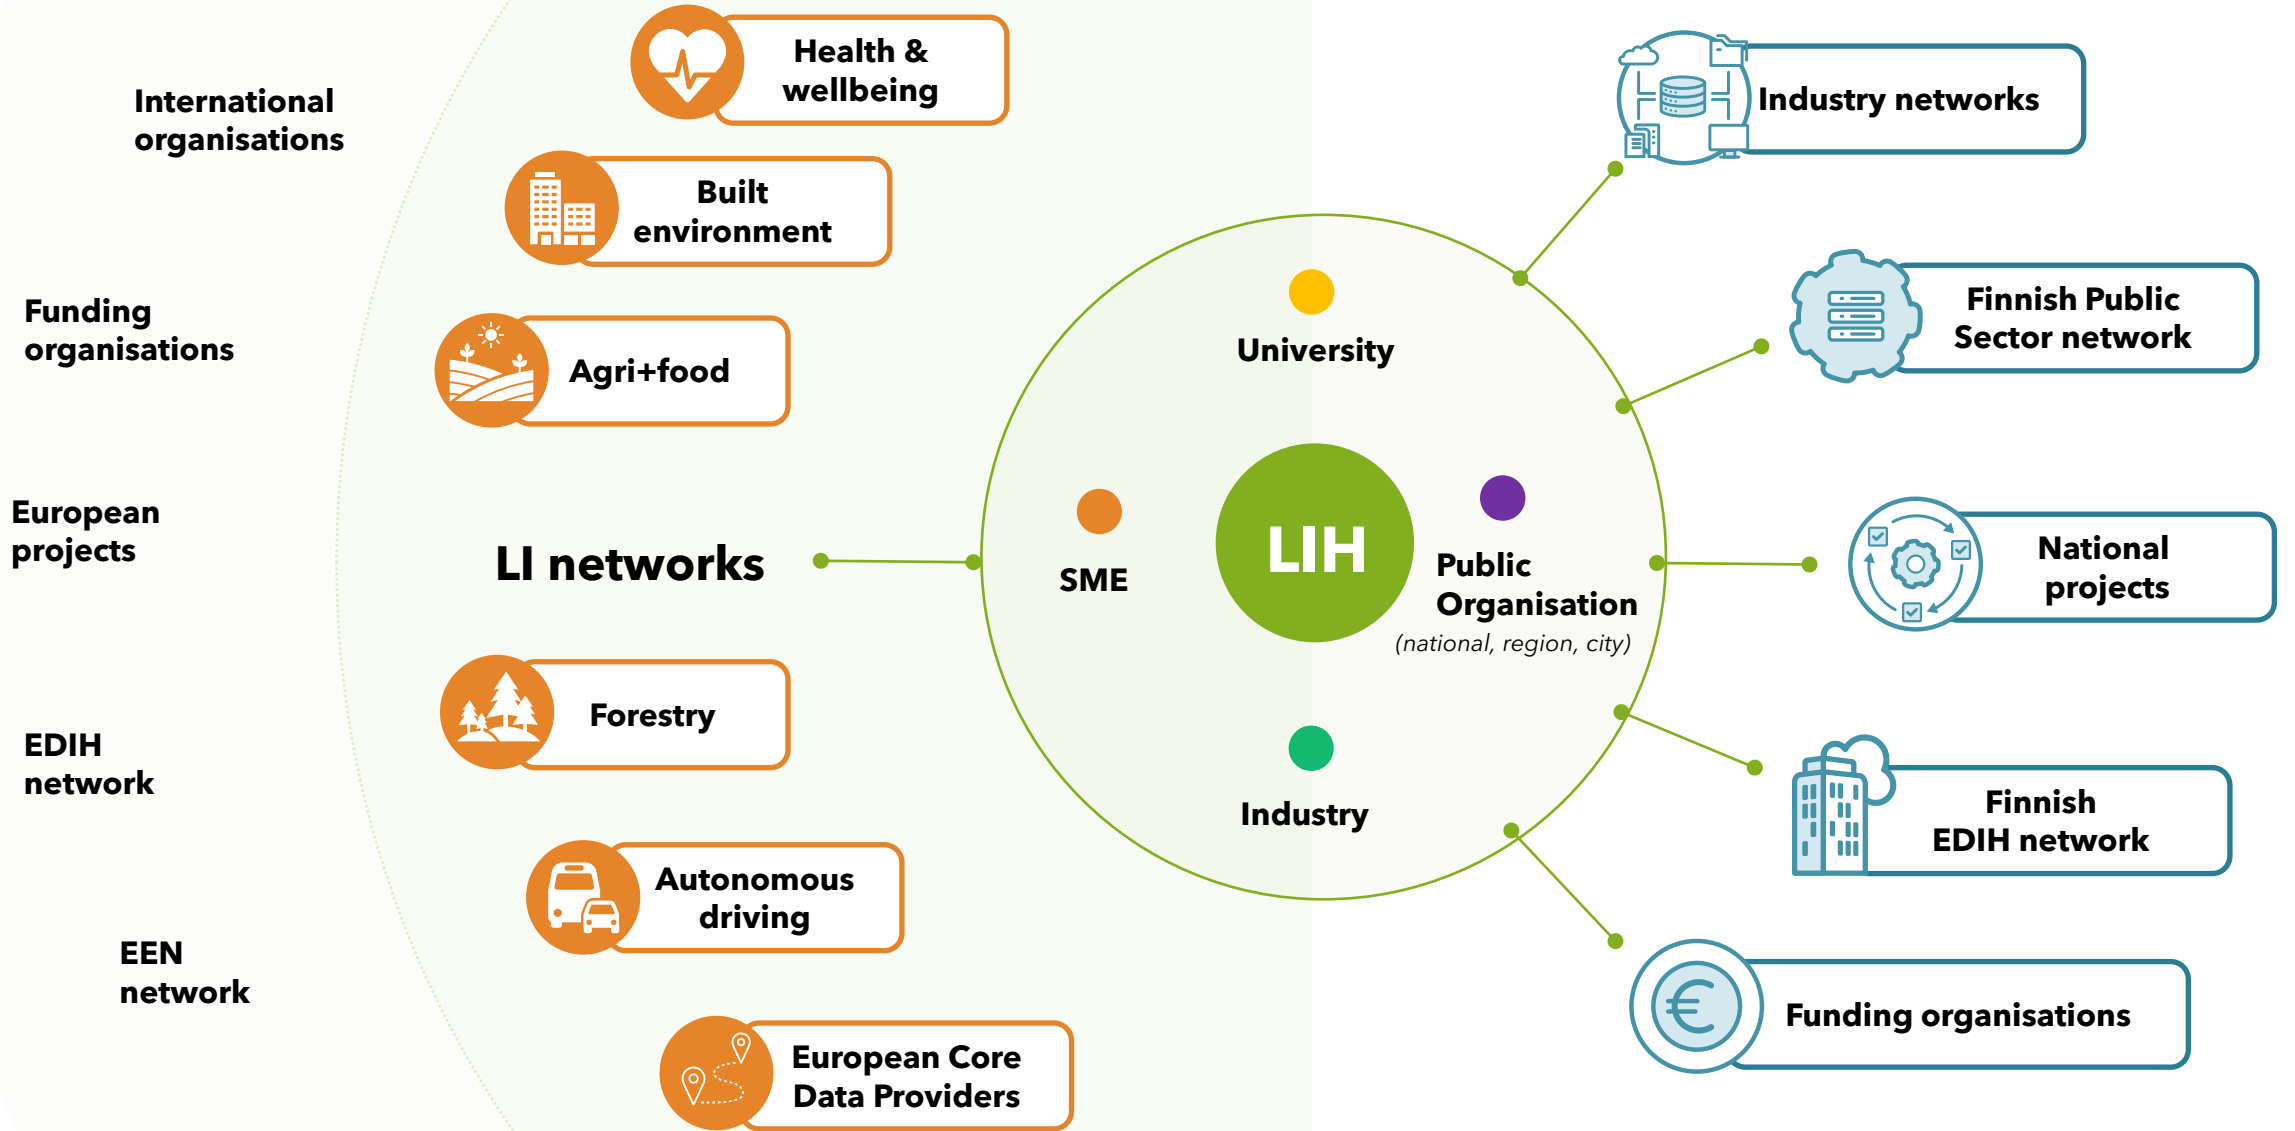 International
organisations
Funding
organisations
European
projects
EDIH
network
EEN
network
Health &
wellbeing
Built
environment
Agri+food
LI networks
Forestry
Autonomous
driving
European Core
Data Providers
University
SME
LIH
Public
Organisation
(national, region, city)
Industry
Industry networks
Finnish Public
Sector network
National
projects
Finnish
EDIH network
Funding organisations